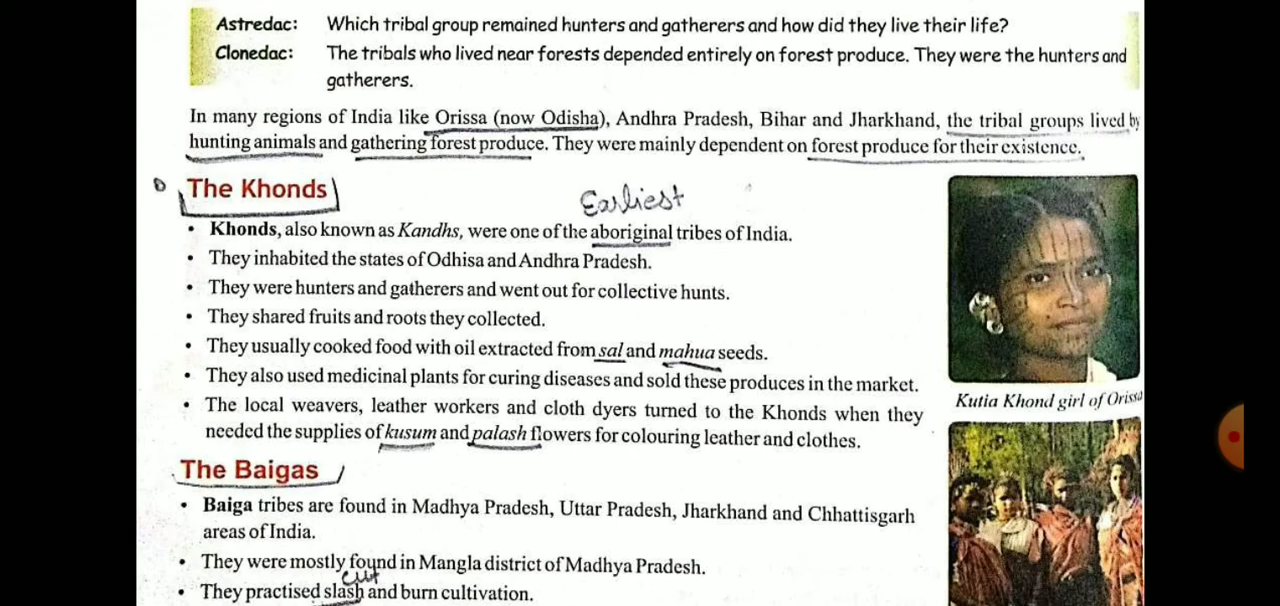 Astredac: Which tribal group remained hunters and gatherers and how did they live their life?
Clonedac: The tribals who lived near forests depended entirely on forest produce. They were the hunters and
gatherers.
In many regions of India like Orissa (now Odisha), Andhra Pradesh, Bihar and Jharkhand, the tribal groups lived by
hunting animals and gathering forest produce. They were mainly dependent on forest produce for their existence.
The Khonds
Earliest
• Khonds, also known as Kandhs, were one of the aboriginal tribes of India.
• They inhabited the states of Odhisa and Andhra Pradesh.
• They were hunters and gatherers and went out for collective hunts.
• They shared fruits and roots they collected.
• They usually cooked food with oil extracted from sal and mahua seeds.
• They also used medicinal plants for curing diseases and sold these produces in the market.
• The local weavers, leather workers and cloth dyers turned to the Khonds when they
needed the supplies of kusum and palash flowers for colouring leather and clothes.
Kutia Khond girl of Orissa
The Baigas
• Baiga tribes are found in Madhya Pradesh, Uttar Pradesh, Jharkhand and Chhattisgarh
areas of India.
• They were mostly found in Mangla district of Madhya Pradesh.
cut
• They practised slash and burn cultivation.